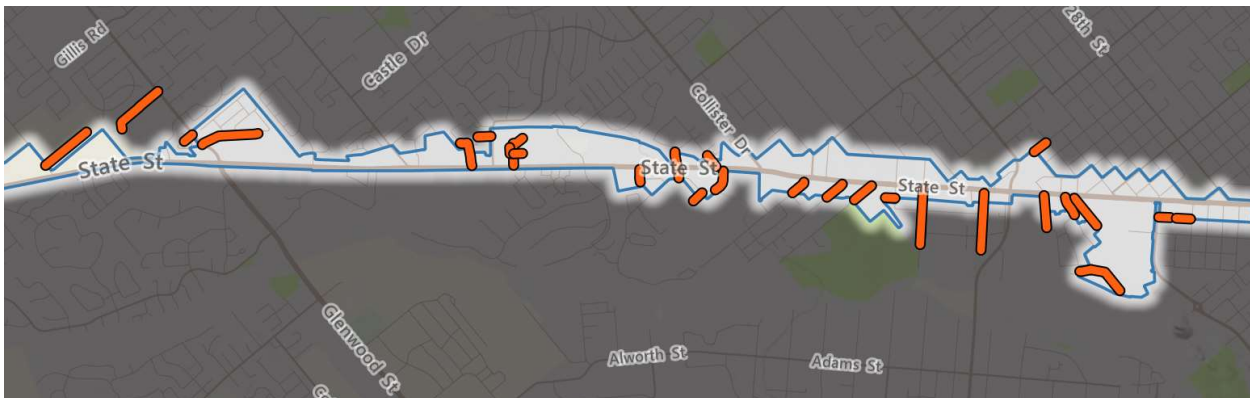 Gillis Rd
Castle Dr
28th St
Collister Dr
State St
State St
State St
Glenwood St
Alworth St
Adams St